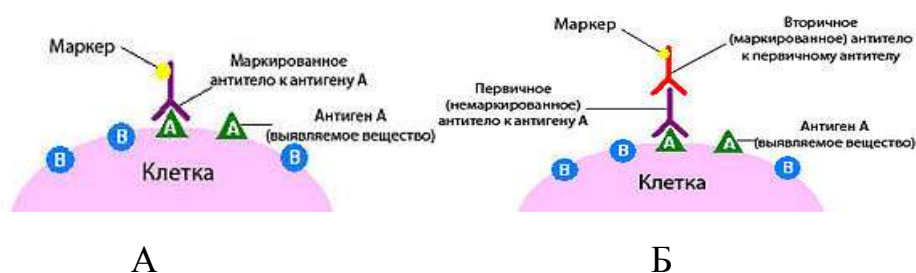 Маркер
Маркированное
антитело к антигену А
Антиген А
(выявляемое вещество)
В
В
А
А
В
Клетка
А
Маркер
Вторичное
(маркированное) антитело
к первичному антителу
Первичное
(немаркированное)
антитело к антигену А
Антиген А
(выявляемое вещество)
В
В
А
А
В
Клетка
Б